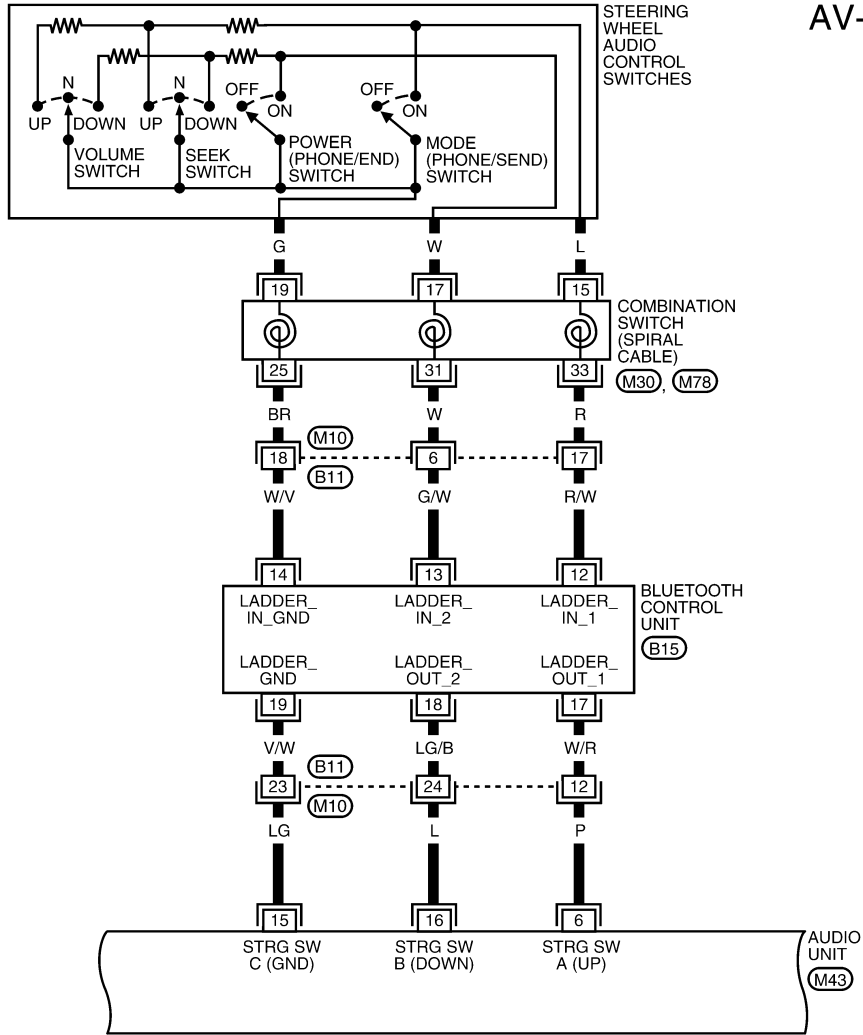 AV-
STEERING
WHEEL
AUDIO
CONTROL
SWITCHES
N
UP
DOWN
VOLUME
SWITCH
N
UP
DOWN
SEEK
SWITCH
OFF
ON
POWER
(PHONE/END)
SWITCH
OFF
ON
MODE
(PHONE/SEND)
SWITCH
G W L
19 17 15
COMBINATION
SWITCH
(SPIRAL
CABLE)
M30 , M78
25 31 33
BR W R
M10
18 6 17
B11
W/V G/W R/W
14 13 12
BLUETOOTH
CONTROL
UNIT
B15
LADDER_
IN_GND
LADDER_
IN_2
LADDER_
IN_1
LADDER_
GND
LADDER_
OUT_2
LADDER_
OUT_1
19 18 17
V/W LG/B W/R
B11
23 24 12
M10
LG L P
15 16 6
STRG SW
C (GND)
STRG SW
B (DOWN)
STRG SW
A (UP)
AUDIO
UNIT
M43